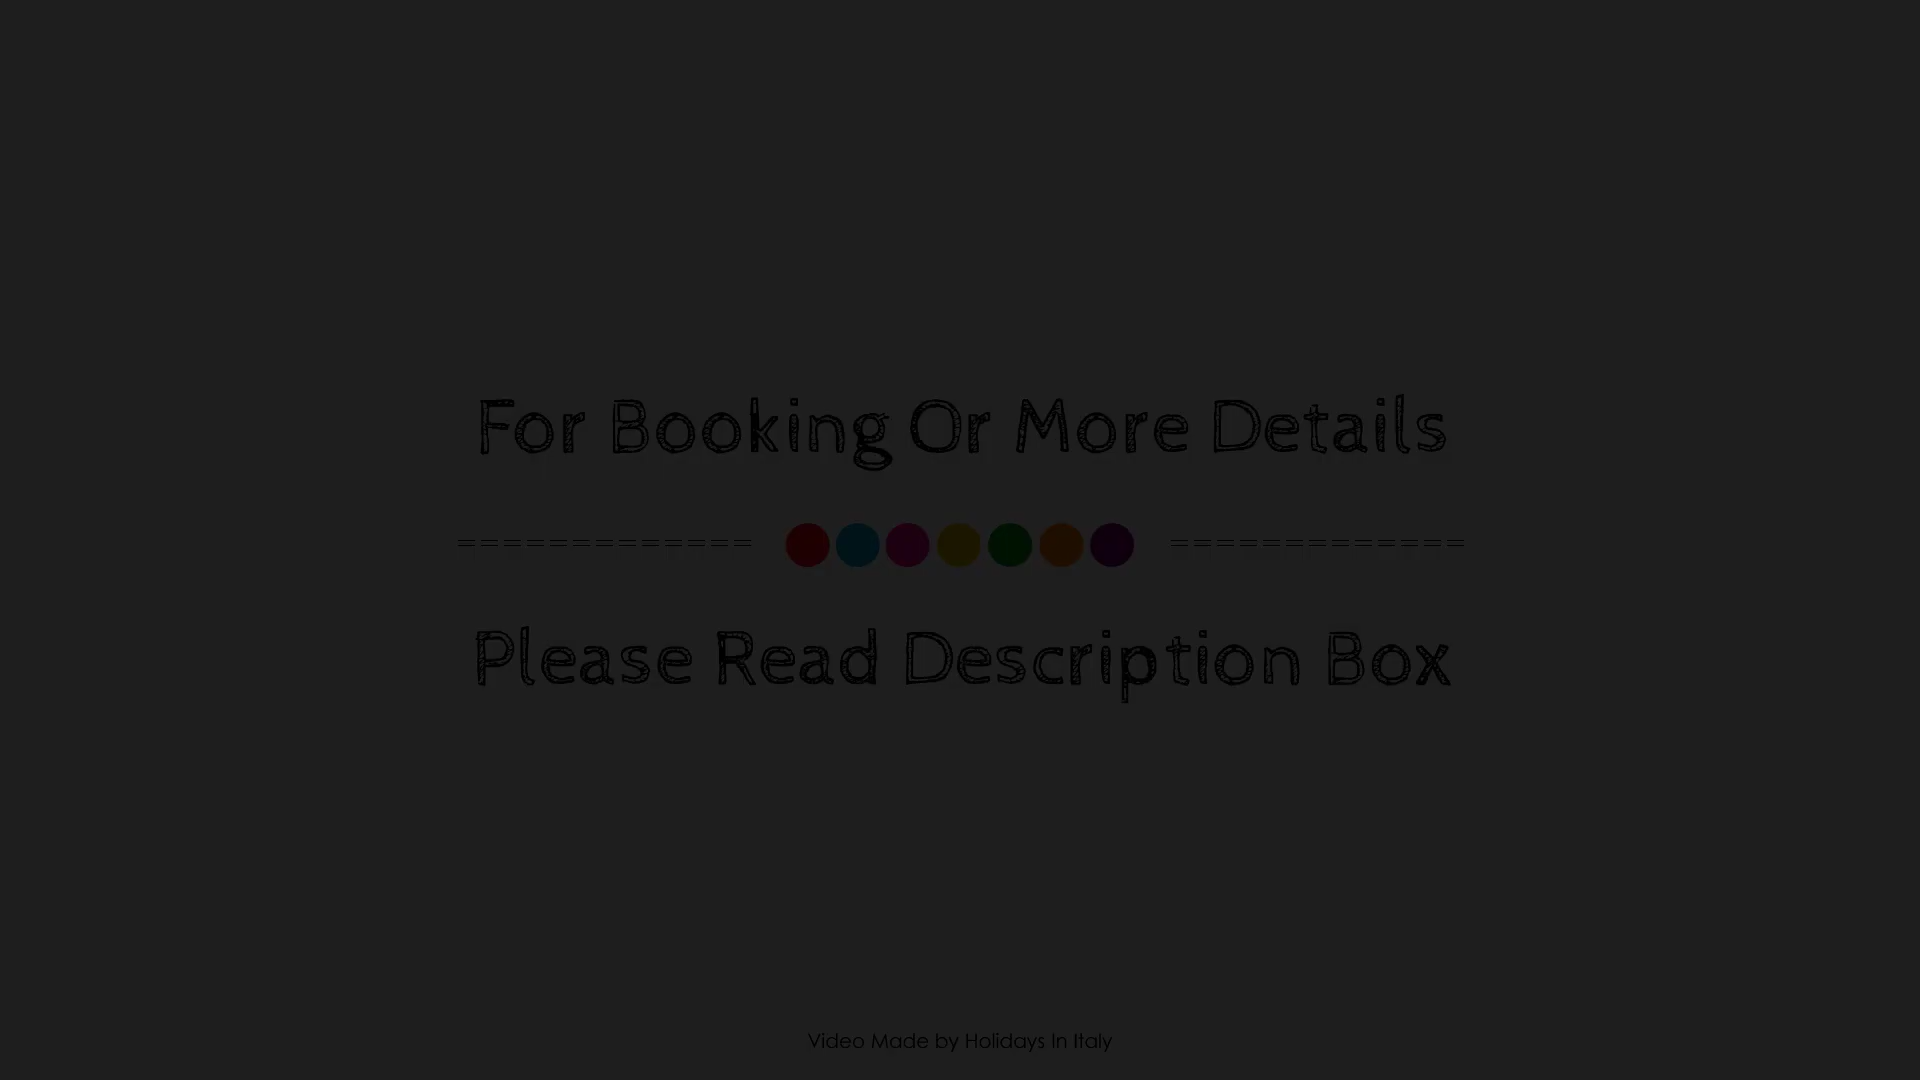 For Booking Or More Details
============= =============
Please Read Description Box
Video Made by Holidays In Italy